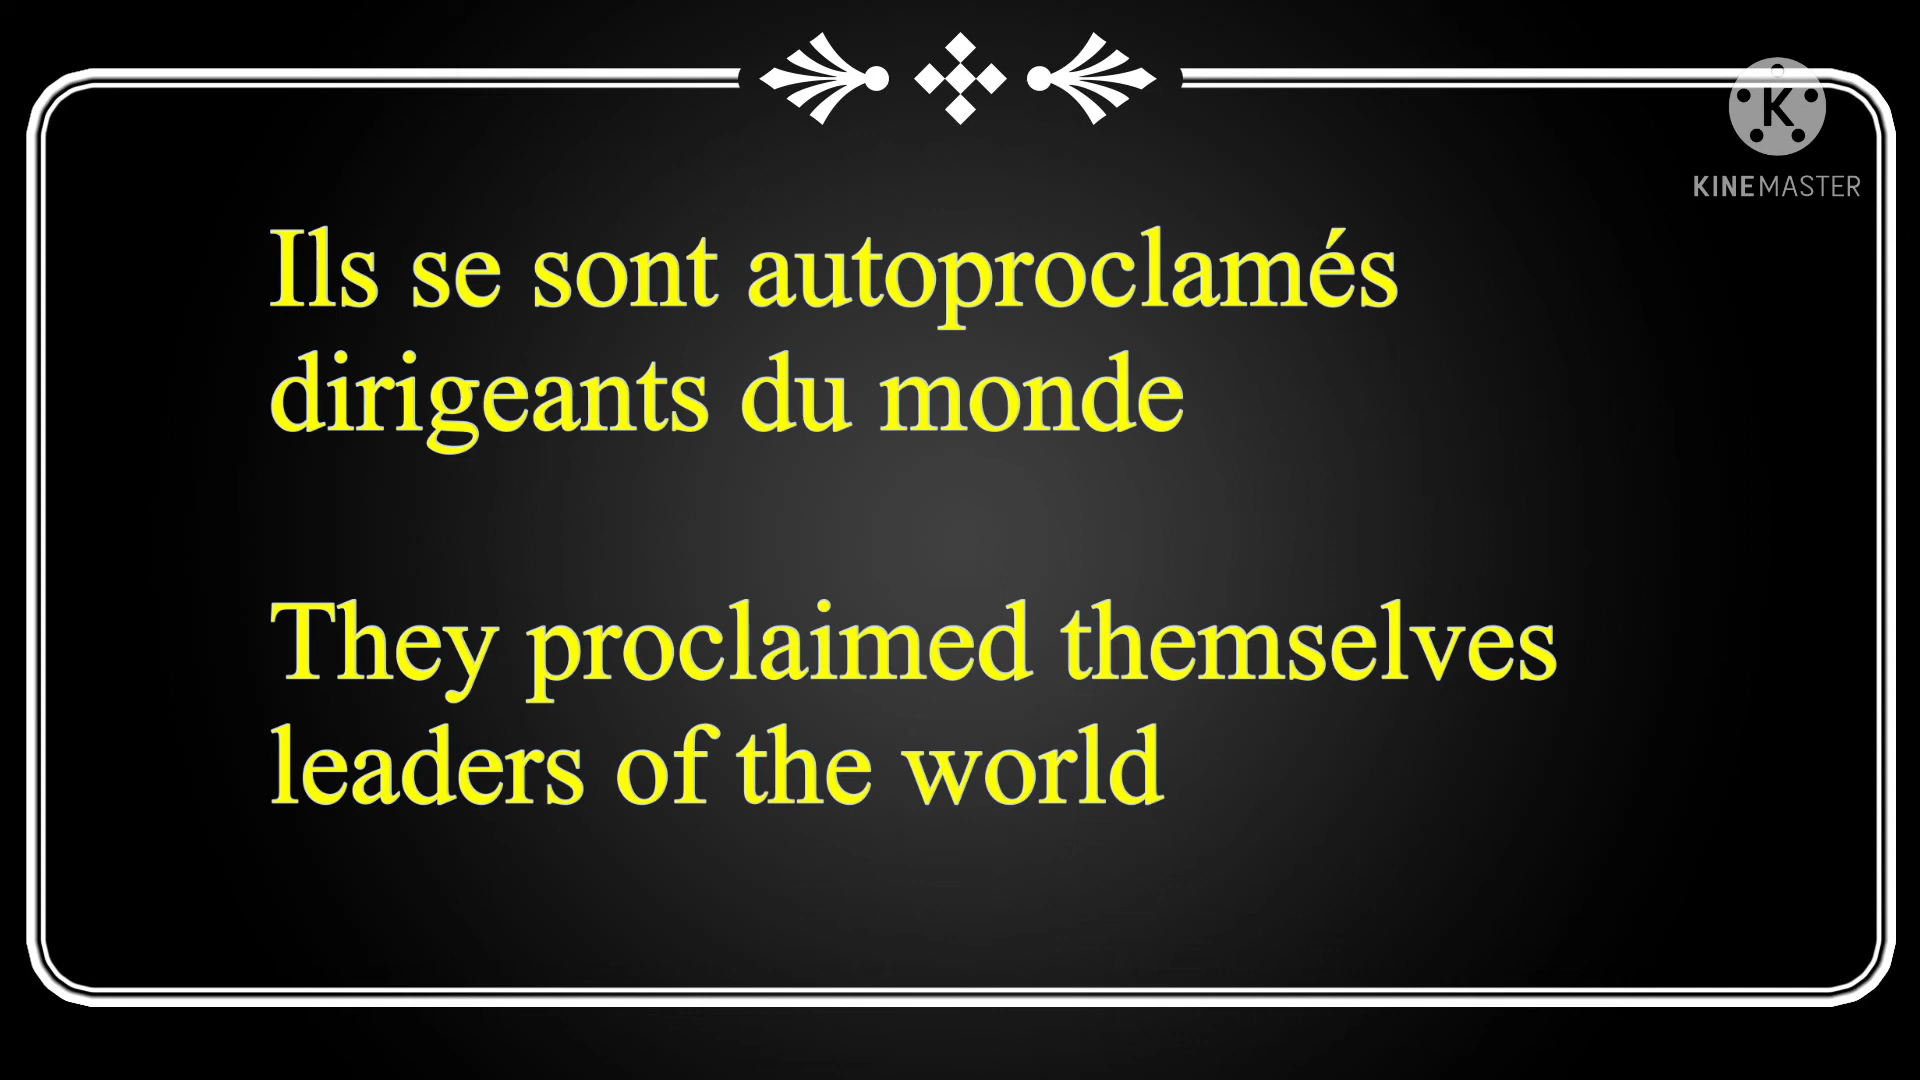 K
KINEMASTER
Ils se sont autoproclamés
dirigeants du monde
They proclaimed themselves
leaders of the world